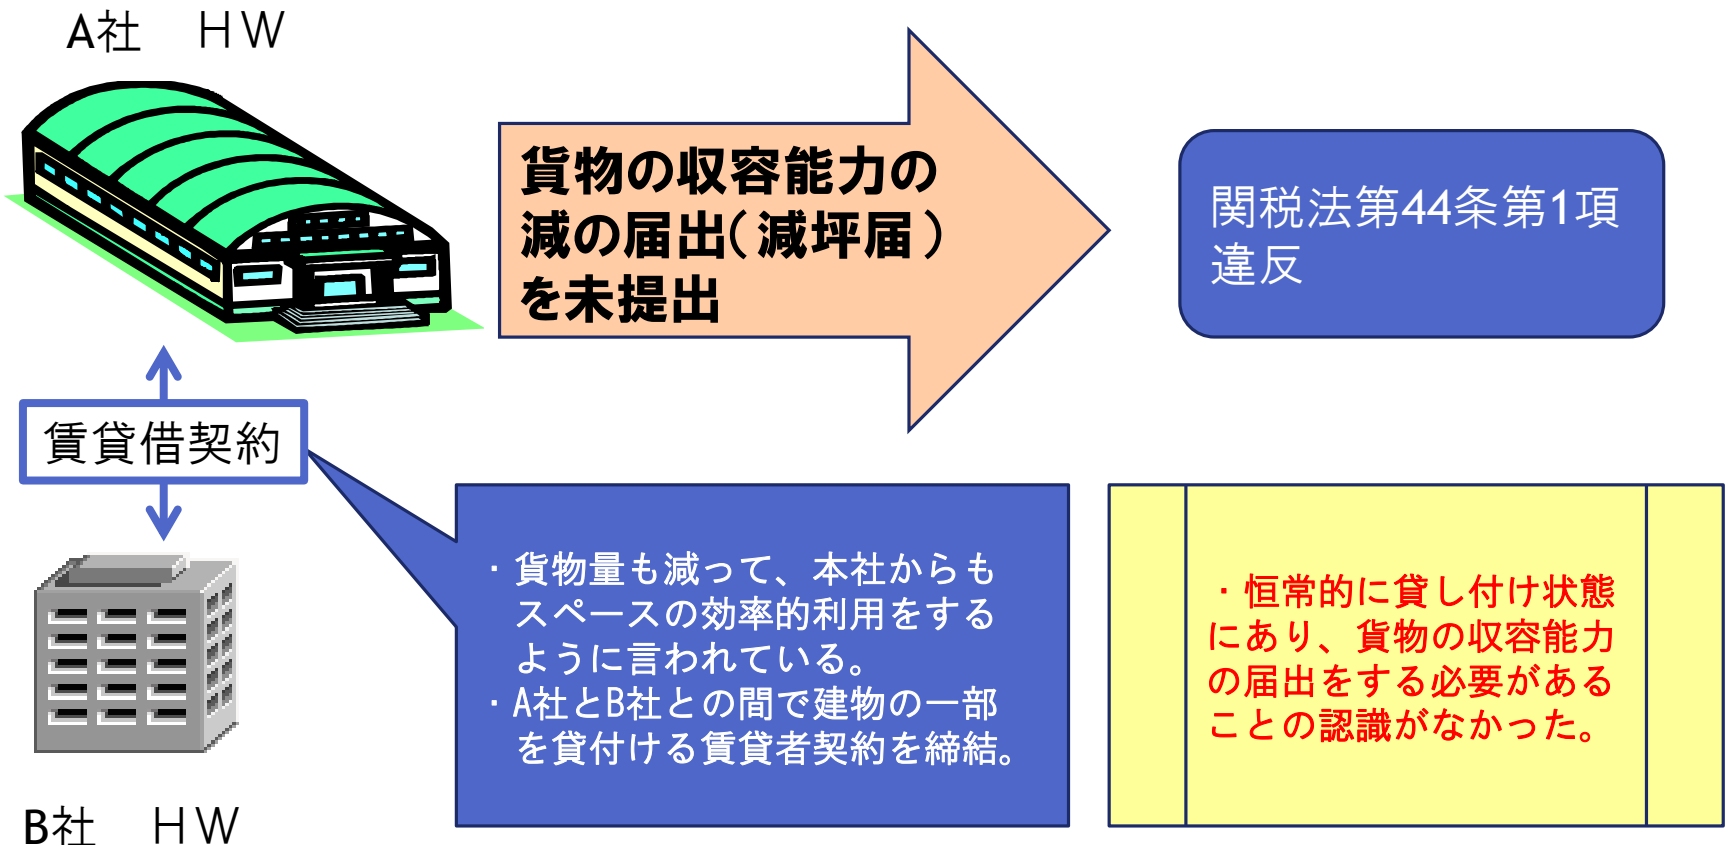 A社　ＨＷ
貨物の収容能力の
減の届出(減坪届)
を未提出
関税法第44条第1項
違反
賃貸借契約
・貨物量も減って、本社からも
スペースの効率的利用をする
ように言われている。
・A社とB社との間で建物の一部
を貸付ける賃貸者契約を締結。
・恒常的に貸し付け状態
にあり、貨物の収容能力
の届出をする必要がある
ことの認識がなかった。
B社　ＨＷ